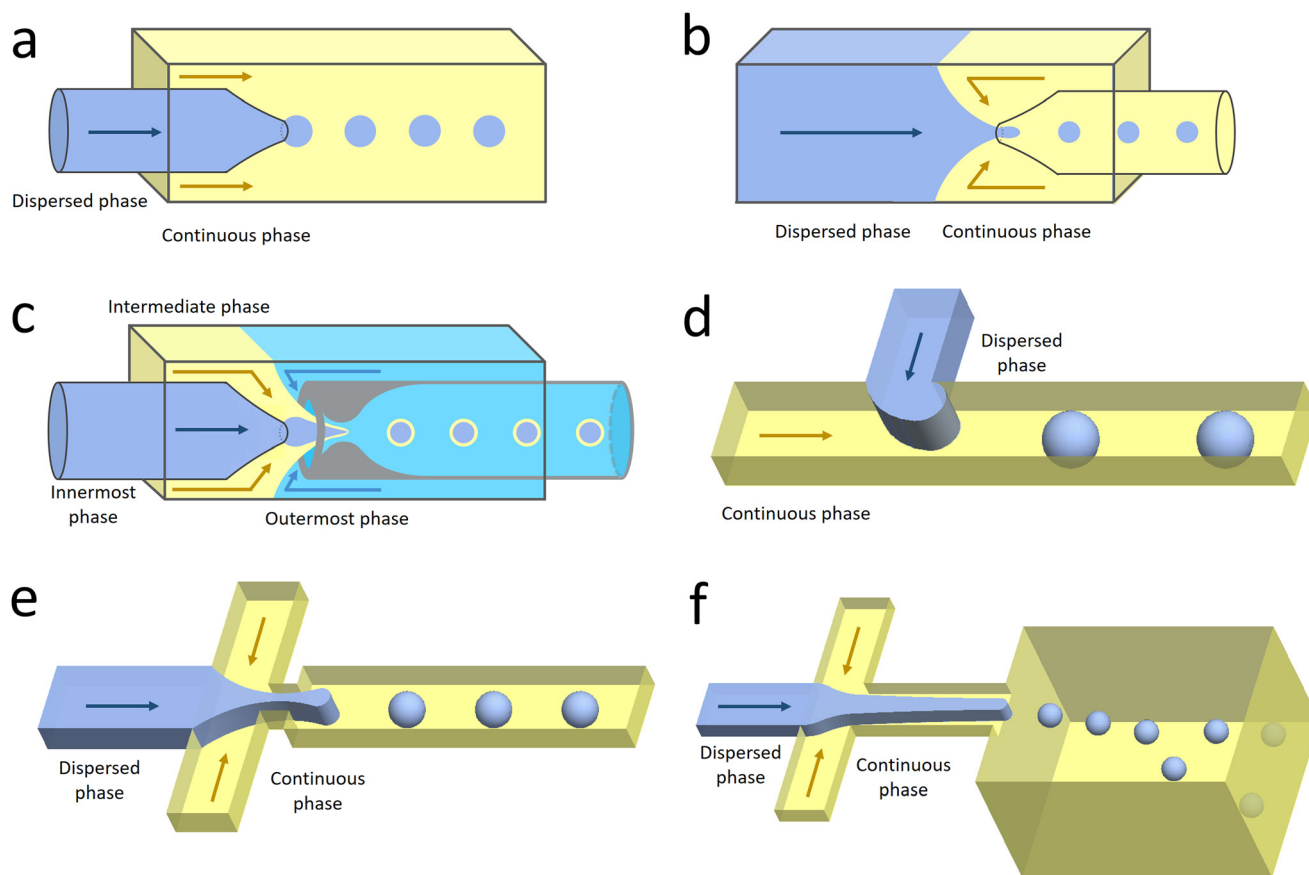 a
Dispersed phase
Continuous phase
b
Dispersed phase
Continuous phase
c
Intermediate phase
Innermost
phase
Outermost phase
d
Dispersed
phase
Continuous phase
e
Dispersed
phase
Continuous
phase
f
Dispersed
phase
Continuous
phase